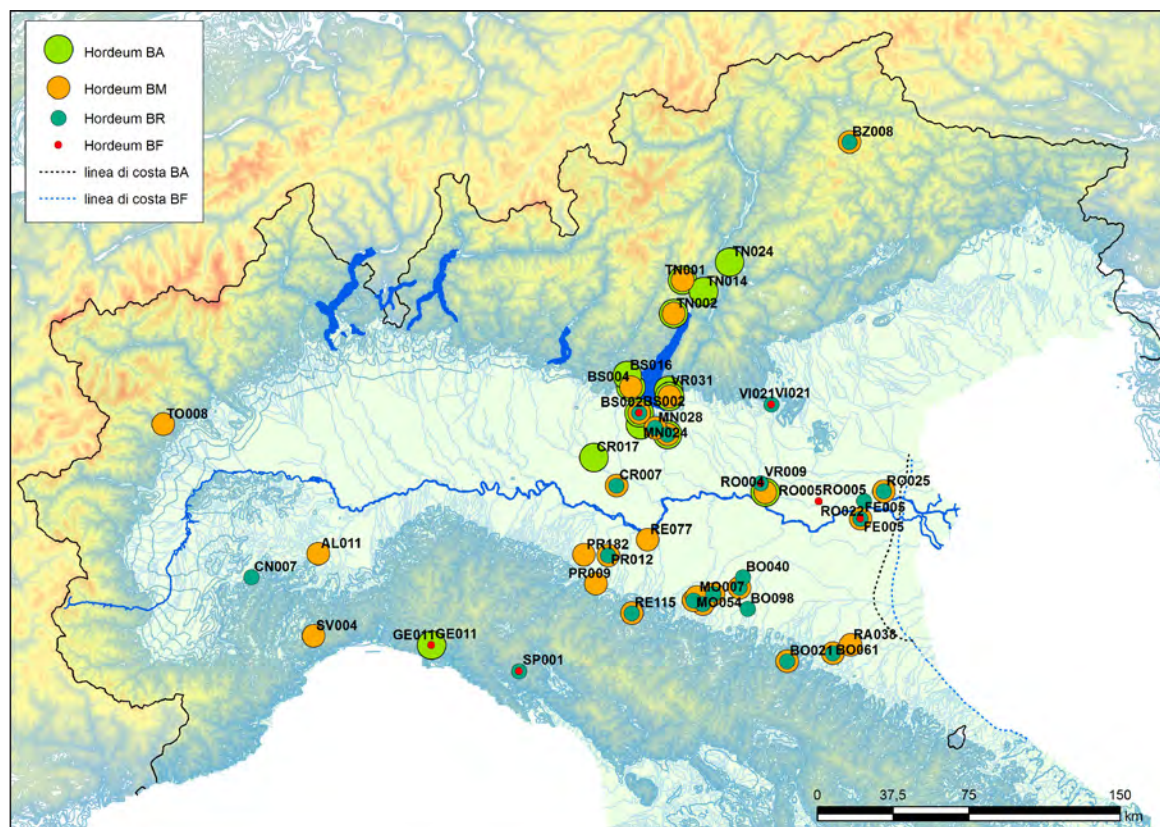 Hordeum BA
Hordeum BM
Hordeum BR
Hordeum BF
linea di costa BA
linea di costa BF
BZ008
TN024
TN001
TN014
TN002
BS016
BS004
VR031
BS002
BS002
VI021
VI021
MN028
MN024
TO008
CR017
CR007
VR009
RO004
RO005
RO005
RO025
RO022
FE005
FE005
RE077
AL011
PR182
PR012
CN007
PR009
BO040
MO007
MO054
BO098
RE115
SV004
GE011
GE011
RA038
BO021
BO061
SP001
0 37,5 75 150
km